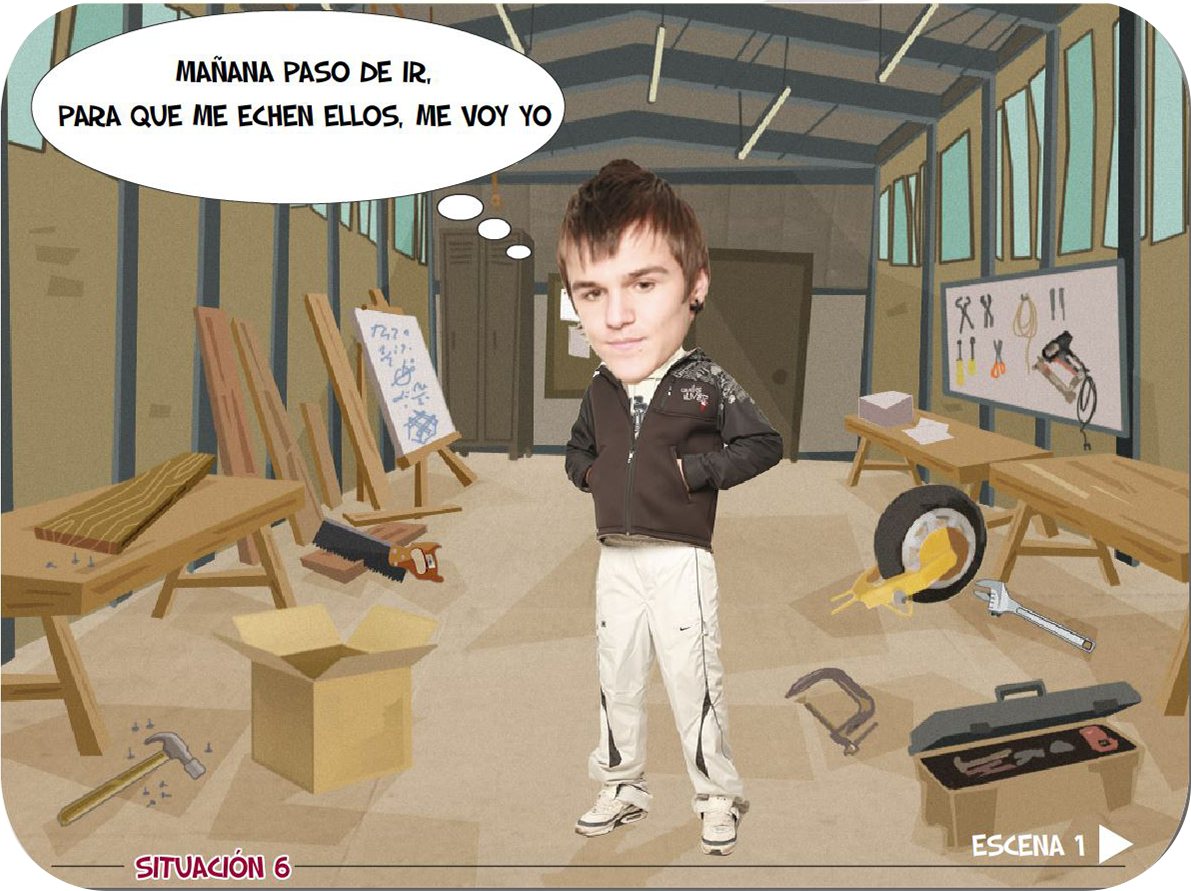 MAÑANA PASO DE IR,
PARA QUE ME ECHEN ELLOS, ME VOY YO
SITUACIÓN 6
ESCENA 1